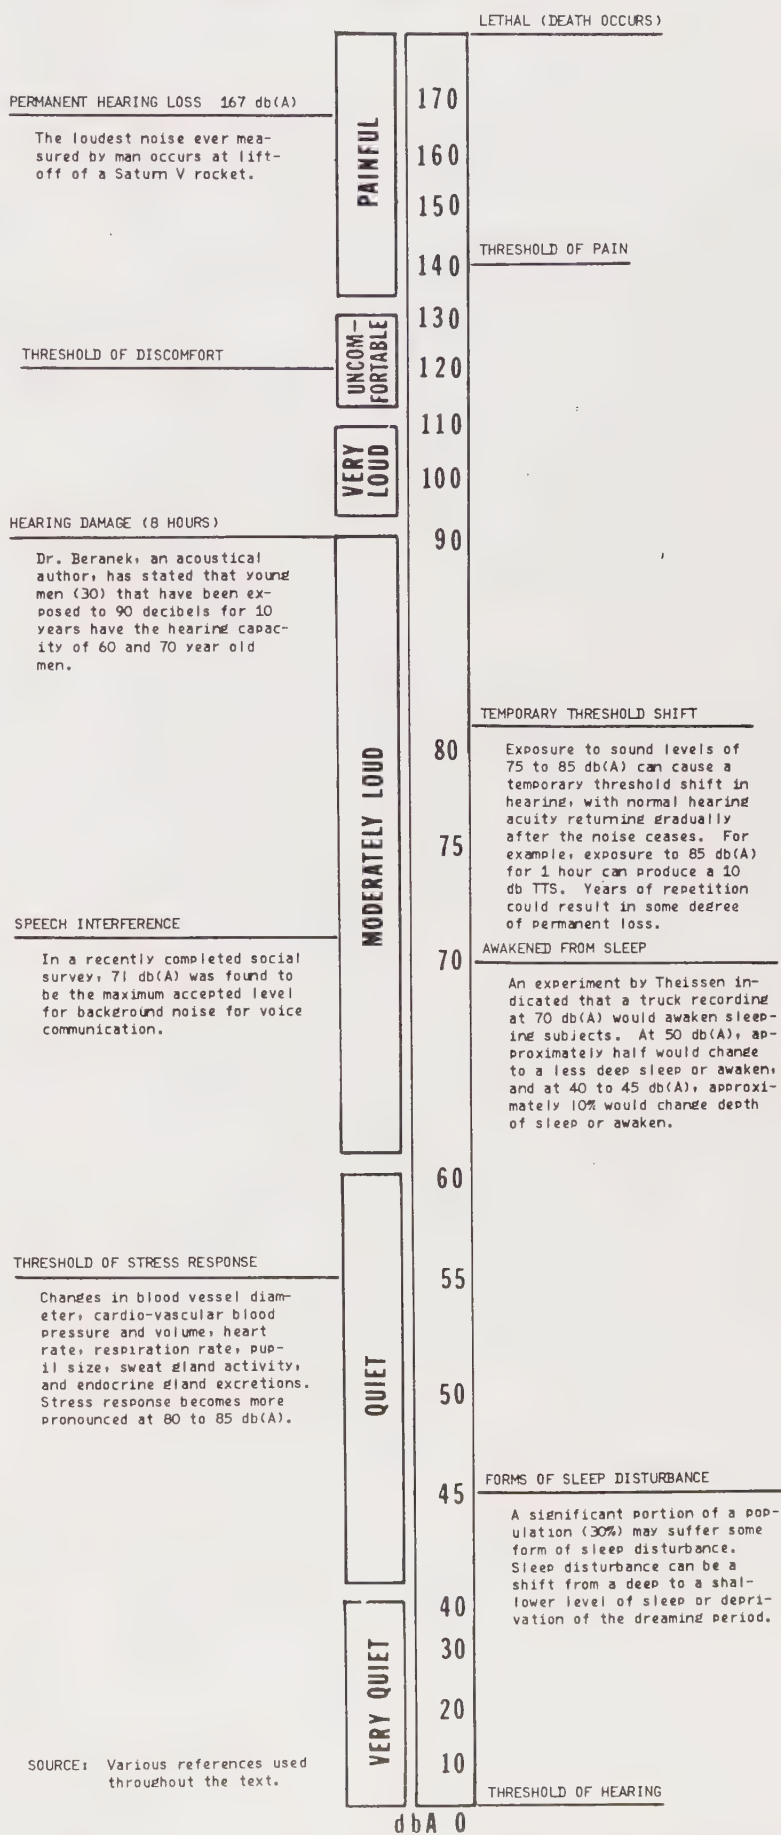 LETHAL (DEATH OCCURS)
PERMANENT HEARING LOSS 167 db(A)
The loudest noise ever mea-
sured by man occurs at lift-
off of a Saturn V rocket.
PAINFUL
170
160
150
140
THRESHOLD OF PAIN
THRESHOLD OF DISCOMFORT
UNCOM-
FORTABLE
130
120
VERY
LOUD
110
100
HEARING DAMAGE (8 HOURS)
Dr. Beranek, an acoustical
author, has stated that young
men (30) that have been ex-
posed to 90 decibels for 10
years have the hearing capac-
ity of 60 and 70 year old
men.
90
MODERATELY LOUD
TEMPORARY THRESHOLD SHIFT
80
Exposure to sound levels of
75 to 85 db(A) can cause a
temporary threshold shift in
hearing, with normal hearing
acuity returning gradually
after the noise ceases. For
example, exposure to 85 db(A)
for 1 hour can produce a 10
db TTS. Years of repetition
could result in some degree
of permanent loss.
75
SPEECH INTERFERENCE
In a recently completed social
survey, 71 db(A) was found to
be the maximum accepted level
for background noise for voice
communication.
70
AWAKENED FROM SLEEP
An experiment by Theissen in-
dicated that a truck recording
at 70 db(A) would awaken sleep-
ing subjects. At 50 db(A), ap-
proximately half would change
to a less deep sleep or awaken,
and at 40 to 45 db(A), approxi-
mately 10% would change depth
of sleep or awaken.
60
THRESHOLD OF STRESS RESPONSE
Changes in blood vessel diam-
eter, cardio-vascular blood
pressure and volume, heart
rate, respiration rate, pup-
il size, sweat gland activity,
and endocrine gland excretions.
Stress response becomes more
pronounced at 80 to 85 db(A).
QUIET
55
50
45
FORMS OF SLEEP DISTURBANCE
A significant portion of a pop-
ulation (30%) may suffer some
form of sleep disturbance.
Sleep disturbance can be a
shift from a deep to a shal-
lower level of sleep or depri-
vation of the dreaming period.
VERY QUIET
40
30
20
10
SOURCE: Various references used
throughout the text.
THRESHOLD OF HEARING
dbA 0